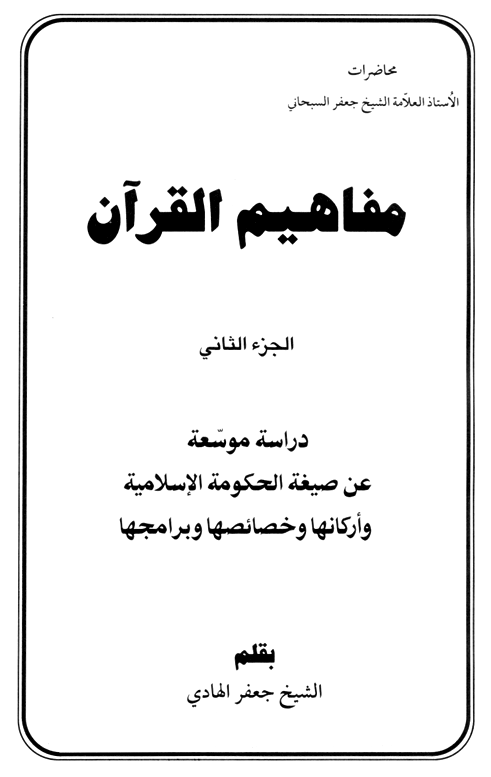 محاضرات
الأُستاذ العلاّمة الشيخ جعفر السبحاني
مفاهيم القرآن
الجزء الثاني
دراسة موسّعة
عن صيغة الحكومة الإسلامية
وأركانها وخصائصها وبرامجها
بقلم
الشيخ جعفر الهادي